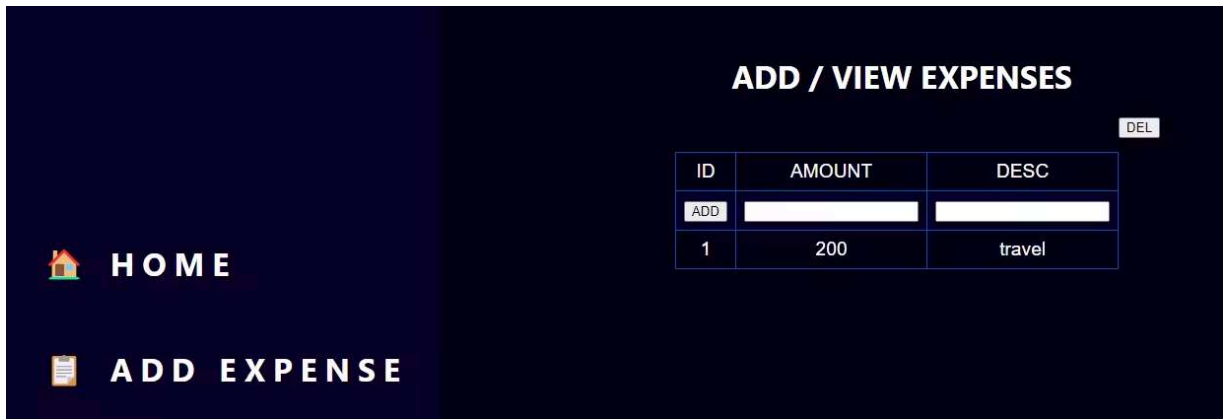 ADD / VIEW EXPENSES
DEL
ID AMOUNT DESC
ADD
1 200 travel
HOME
ADD EXPENSE